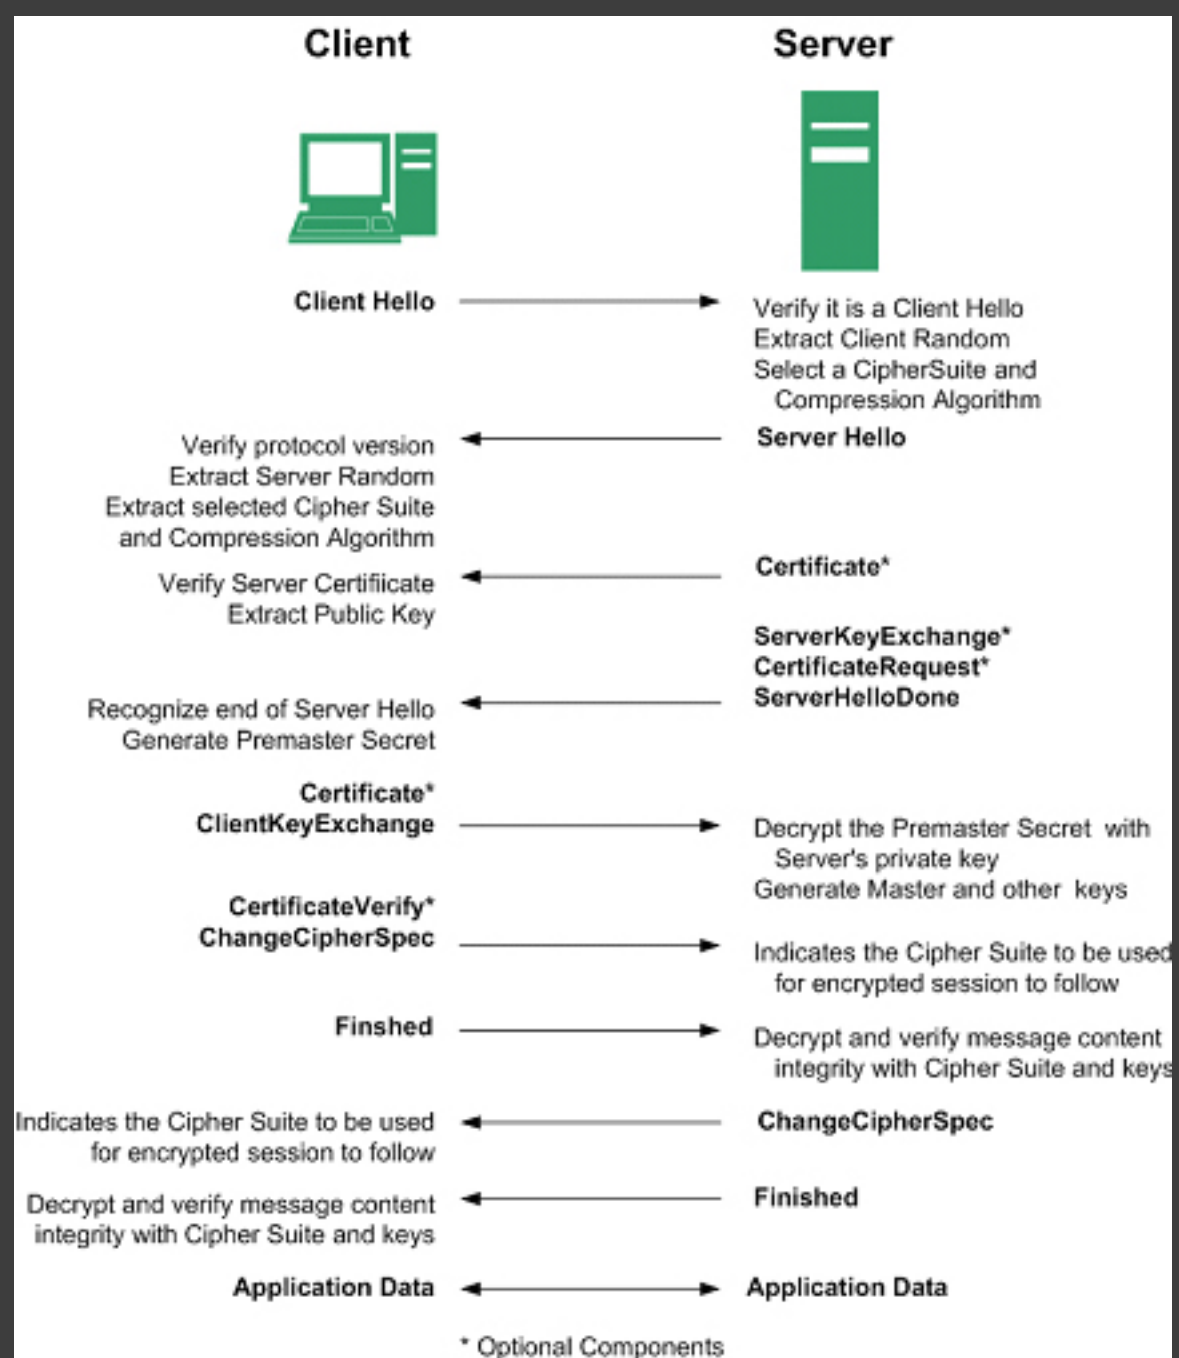 Client
Server
Client Hello
Verify it is a Client Hello
Extract Client Random
Select a CipherSuite and
Compression Algorithm
Server Hello
Verify protocol version
Extract Server Random
Extract selected Cipher Suite
and Compression Algorithm
Certificate*
Verify Server Certifiicate
Extract Public Key
ServerKeyExchange*
CertificateRequest*
ServerHelloDone
Recognize end of Server Hello
Generate Premaster Secret
Certificate*
ClientKeyExchange
Decrypt the Premaster Secret with
Server's private key
Generate Master and other keys
CertificateVerify*
ChangeCipherSpec
Indicates the Cipher Suite to be used
for encrypted session to follow
Finshed
Decrypt and verify message content
integrity with Cipher Suite and keys
ChangeCipherSpec
Indicates the Cipher Suite to be used
for encrypted session to follow
Finished
Decrypt and verify message content
integrity with Cipher Suite and keys
Application Data
Application Data
* Optional Components